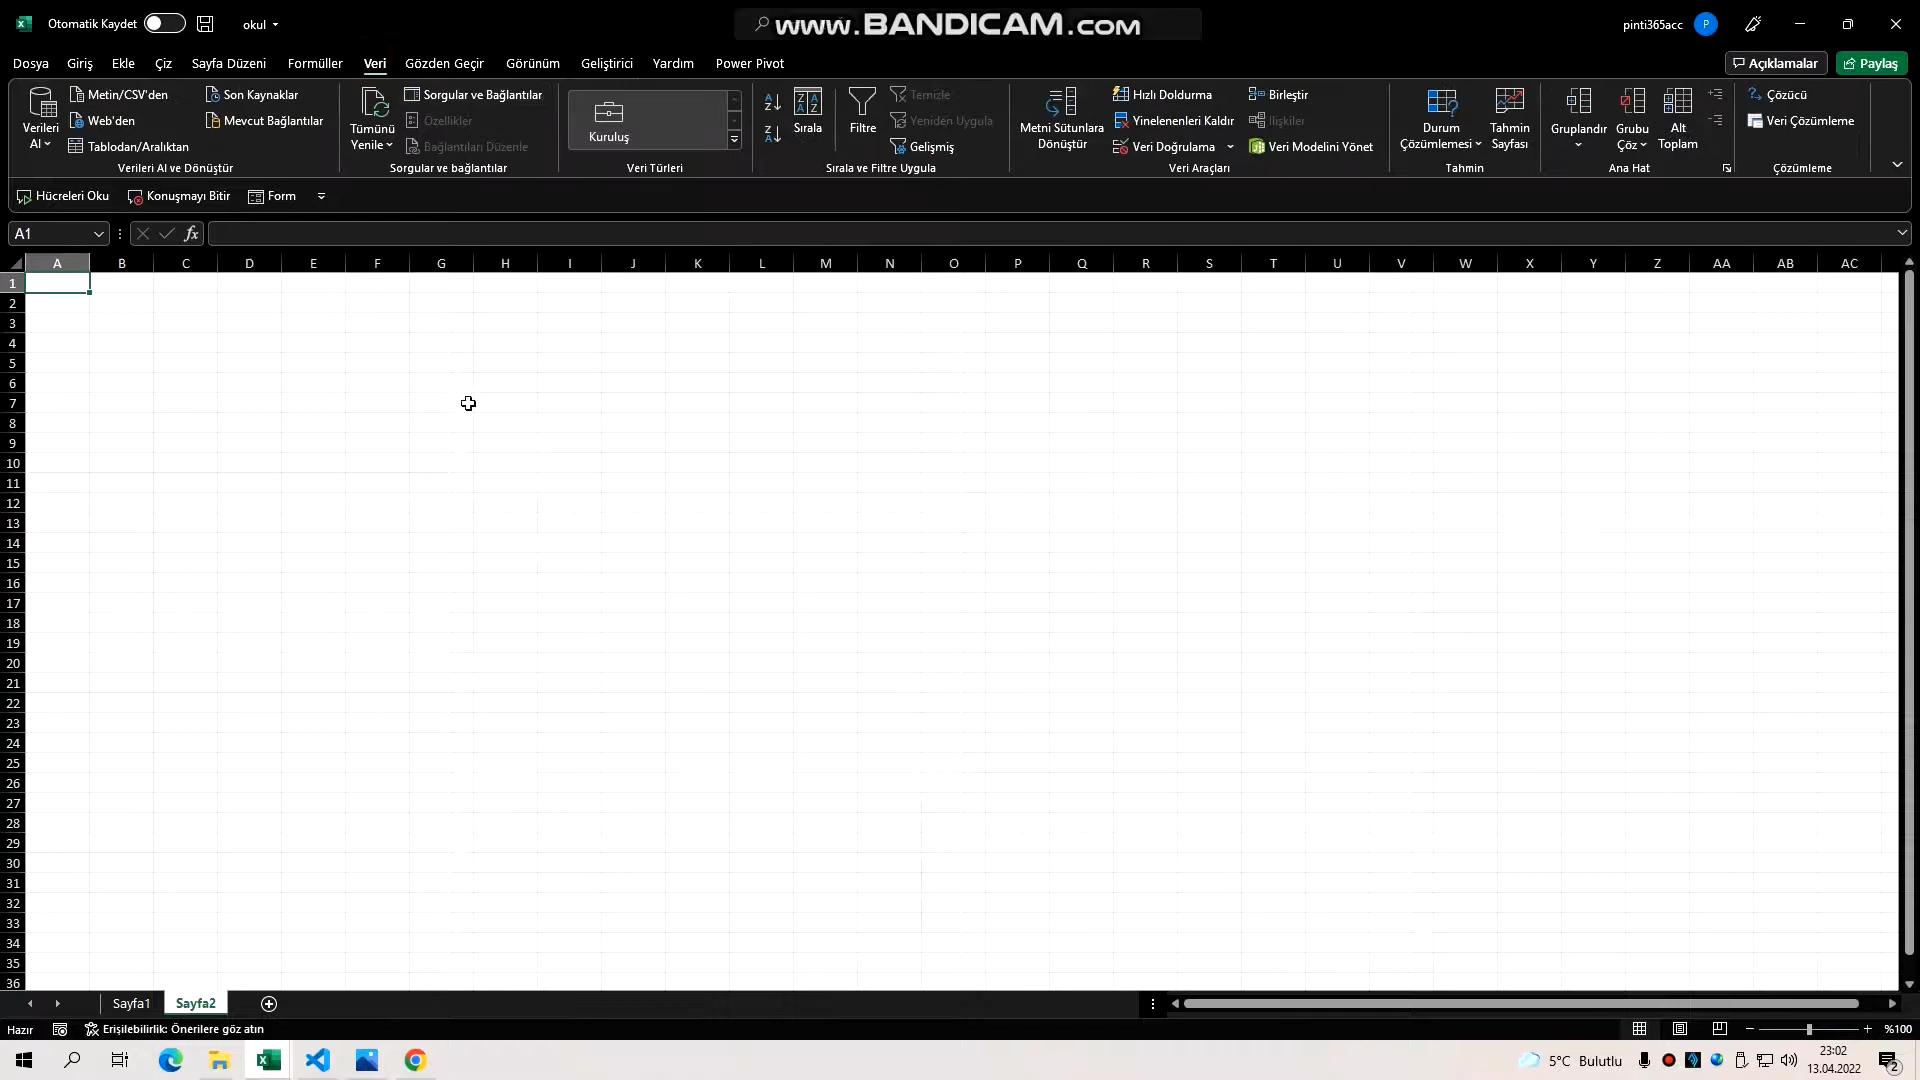 Otomatik Kaydet okul www.BANDICAM.com pinti365acc P
Dosya Giriş Ekle Çiz Sayfa Düzeni Formüller Veri Gözden Geçir Görünüm Geliştirici Yardım Power Pivot Açıklamalar Paylaş
Verileri Al
Metin/CSV'den
Web'den
Tablodan/Aralıktan
Son Kaynaklar
Mevcut Bağlantılar
Verileri Al ve Dönüştür
Tümünü Yenile
Sorgular ve Bağlantılar
Özellikler
Bağlantıları Düzenle
Sorgular ve bağlantılar
Kuruluş
Veri Türleri
Sırala
Filtre
Temizle
Yeniden Uygula
Gelişmiş
Sırala ve Filtre Uygula
Metni Sütunlara
Dönüştür
Hızlı Doldurma
Yinelenenleri Kaldır
Veri Doğrulama
Birleştir
İlişkiler
Veri Modelini Yönet
Veri Araçları
Durum
Çözümlemesi
Tahmin
Sayfası
Tahmin
Gruplandır
Grubu
Çöz
Alt
Toplam
Ana Hat
Çözücü
Veri Çözümleme
Çözümleme
Hücreleri Oku Konuşmayı Bitir Form
A1 fx
A B C D E F G H I J K L M N O P Q R S T U V W X Y Z AA AB AC
1
2
3
4
5
6
7
8
9
10
11
12
13
14
15
16
17
18
19
20
21
22
23
24
25
26
27
28
29
30
31
32
33
34
35
36
Sayfa1 Sayfa2
Hazır Erişilebilirlik: Önerilere göz atın %100
5°C Bulutlu 23:02
13.04.2022
2